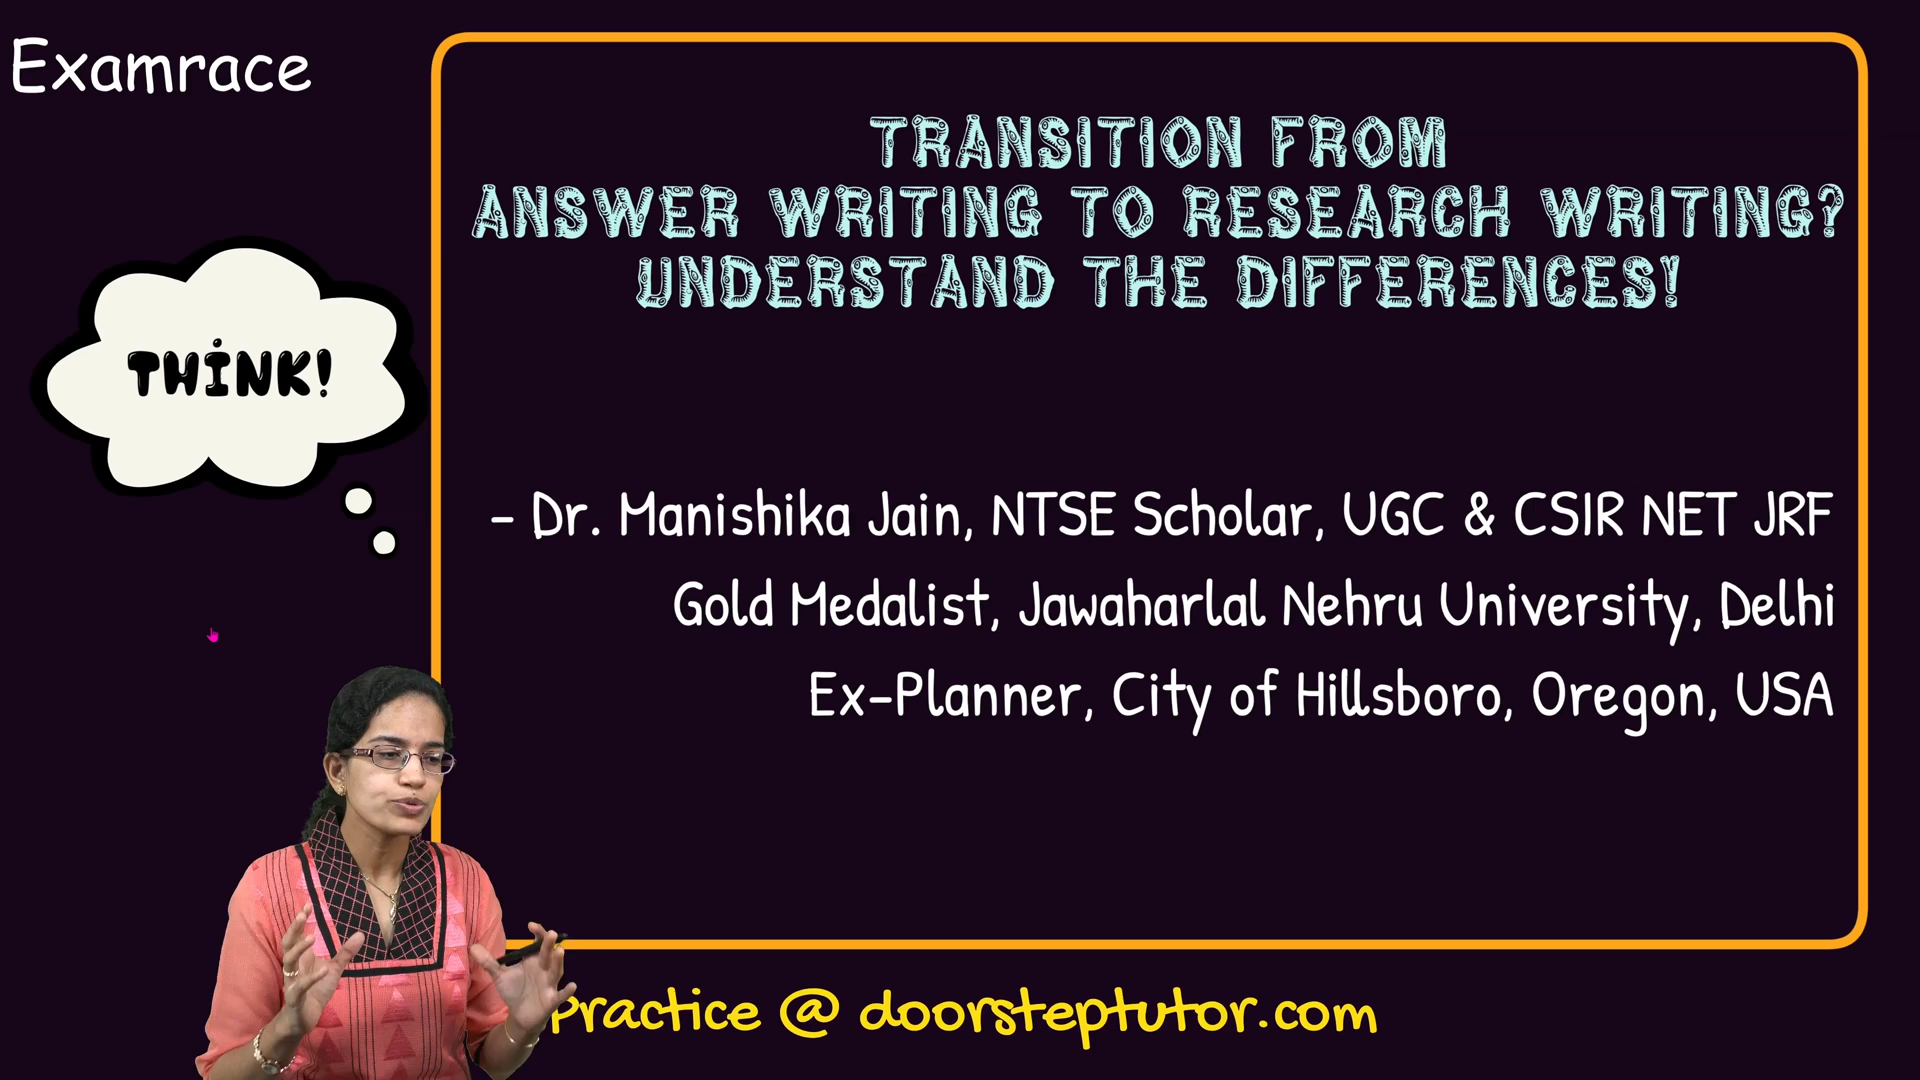 Examrace
TRANSITION FROM
ANSWER WRITING TO RESEARCH WRITING?
UNDERSTAND THE DIFFERENCES!
THINK!
- Dr. Manishika Jain, NTSE Scholar, UGC & CSIR NET JRF
Gold Medalist, Jawaharlal Nehru University, Delhi
Ex-Planner, City of Hillsboro, Oregon, USA
Practice @ doorsteptutor.com